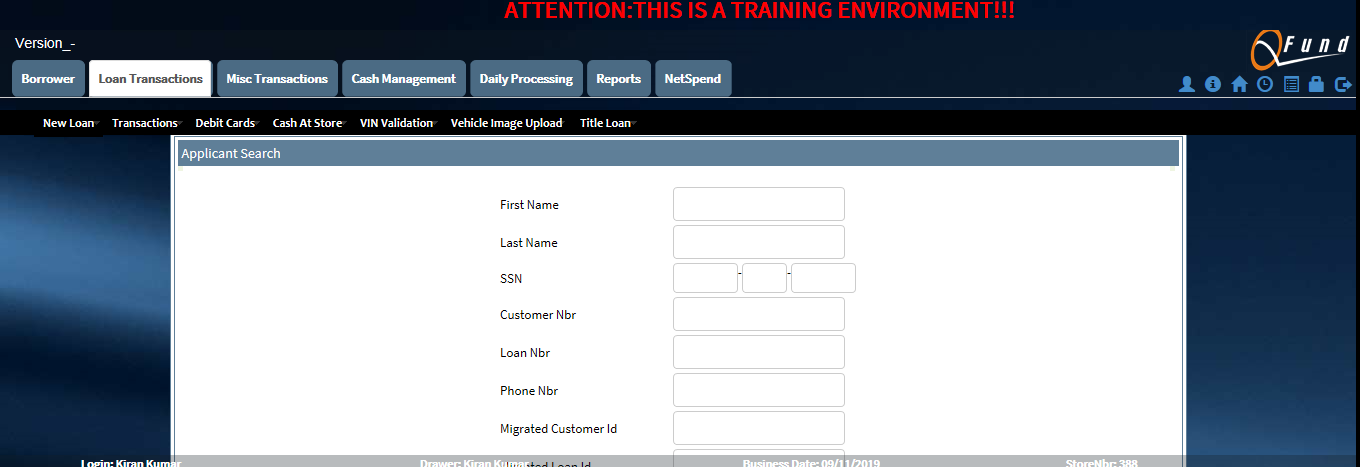 ATTENTION:THIS IS A TRAINING ENVIRONMENT!!!
Version_-
QFund
Borrower Loan Transactions Misc Transactions Cash Management Daily Processing Reports NetSpend
New Loan Transactions Debit Cards Cash At Store VIN Validation Vehicle Image Upload Title Loan
Applicant Search
First Name
Last Name
SSN - -
Customer Nbr
Loan Nbr
Phone Nbr
Migrated Customer Id
Login: Kiran Kumar Drawer: Kiran Kumar Loan Id Business Date: 09/11/2019 StoreNbr: 388